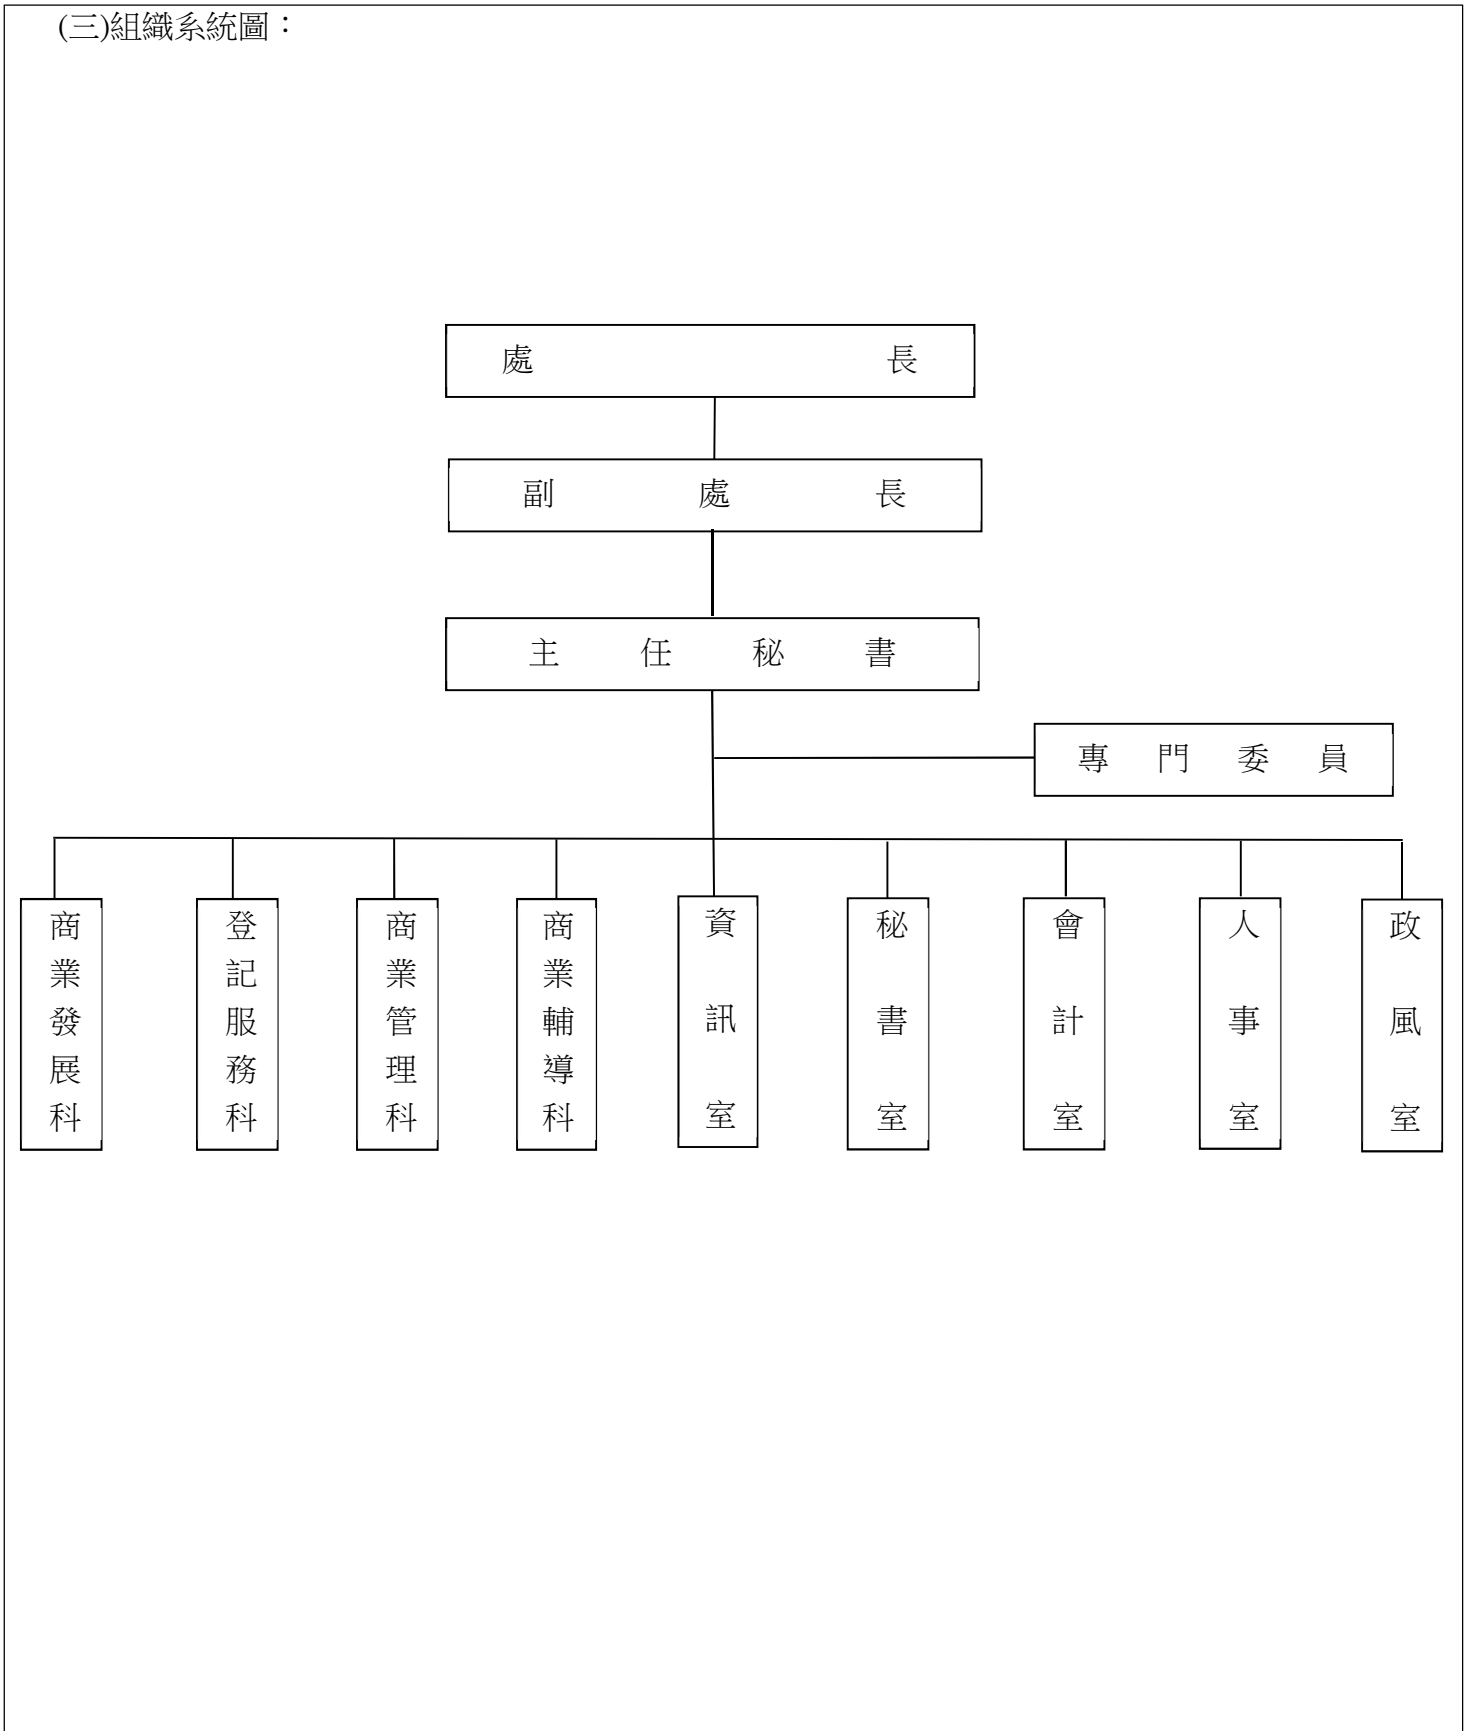 (三)組織系統圖：
處 長
副 處 長
主 任 秘 書
專 門 委 員
商業發展科
登記服務科
商業管理科
商業輔導科
資訊室
秘書室
會計室
人事室
政風室